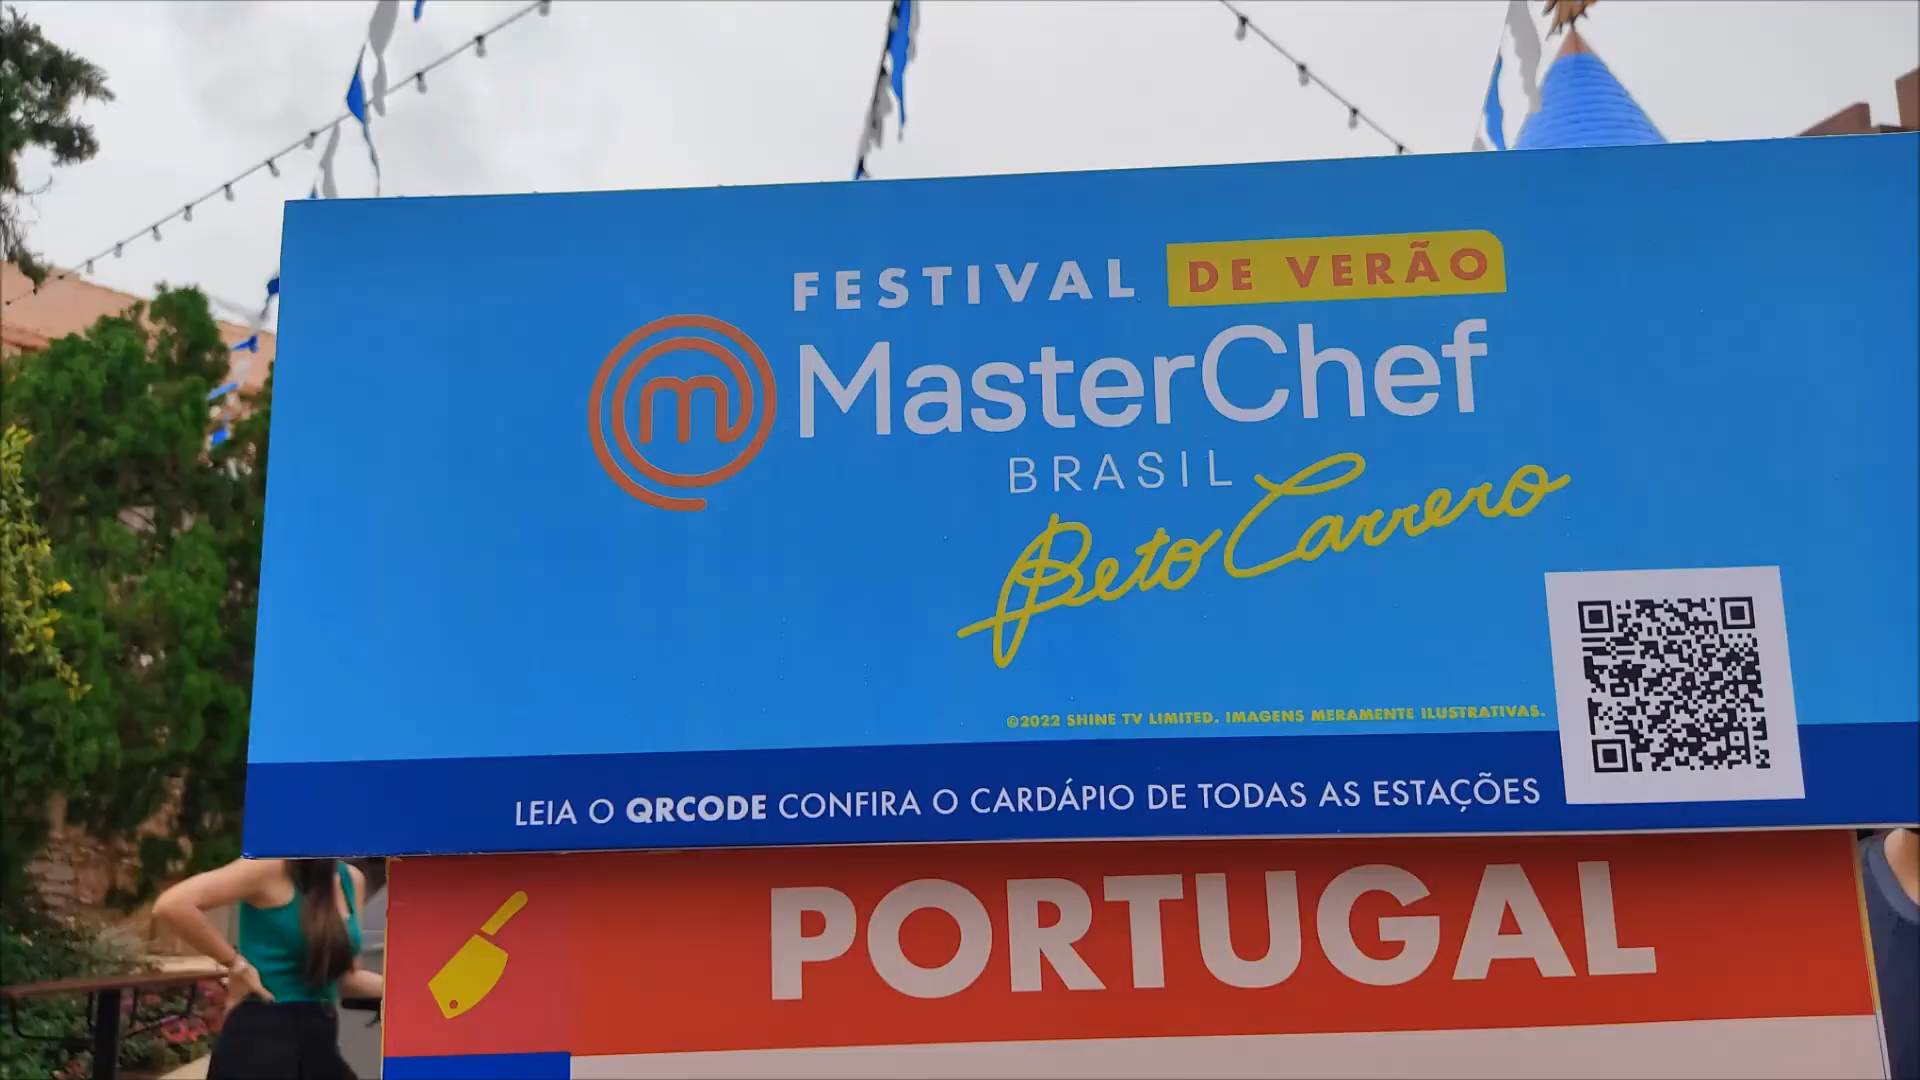 FESTIVAL DE VERÃO
m MasterChef
BRASIL
Beto Carrero
©2022 SHINE TV LIMITED. IMAGENS MERAMENTE ILUSTRATIVAS.
LEIA O QRCODE CONFIRA O CARDÁPIO DE TODAS AS ESTAÇÕES
PORTUGAL